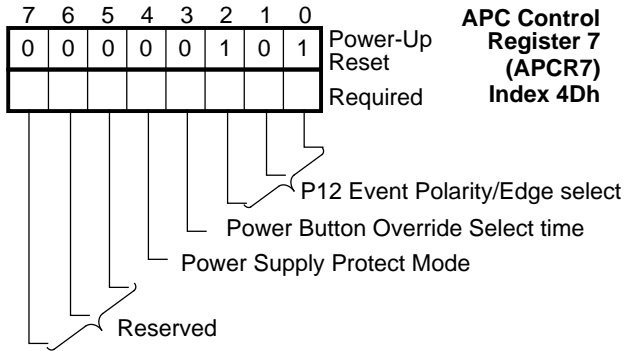 7 6 5 4 3 2 1 0
0 0 0 0 0 1 0 1
Power-Up
Reset
Required
APC Control
Register 7
(APCR7)
Index 4Dh
P12 Event Polarity/Edge select
Power Button Override Select time
Power Supply Protect Mode
Reserved